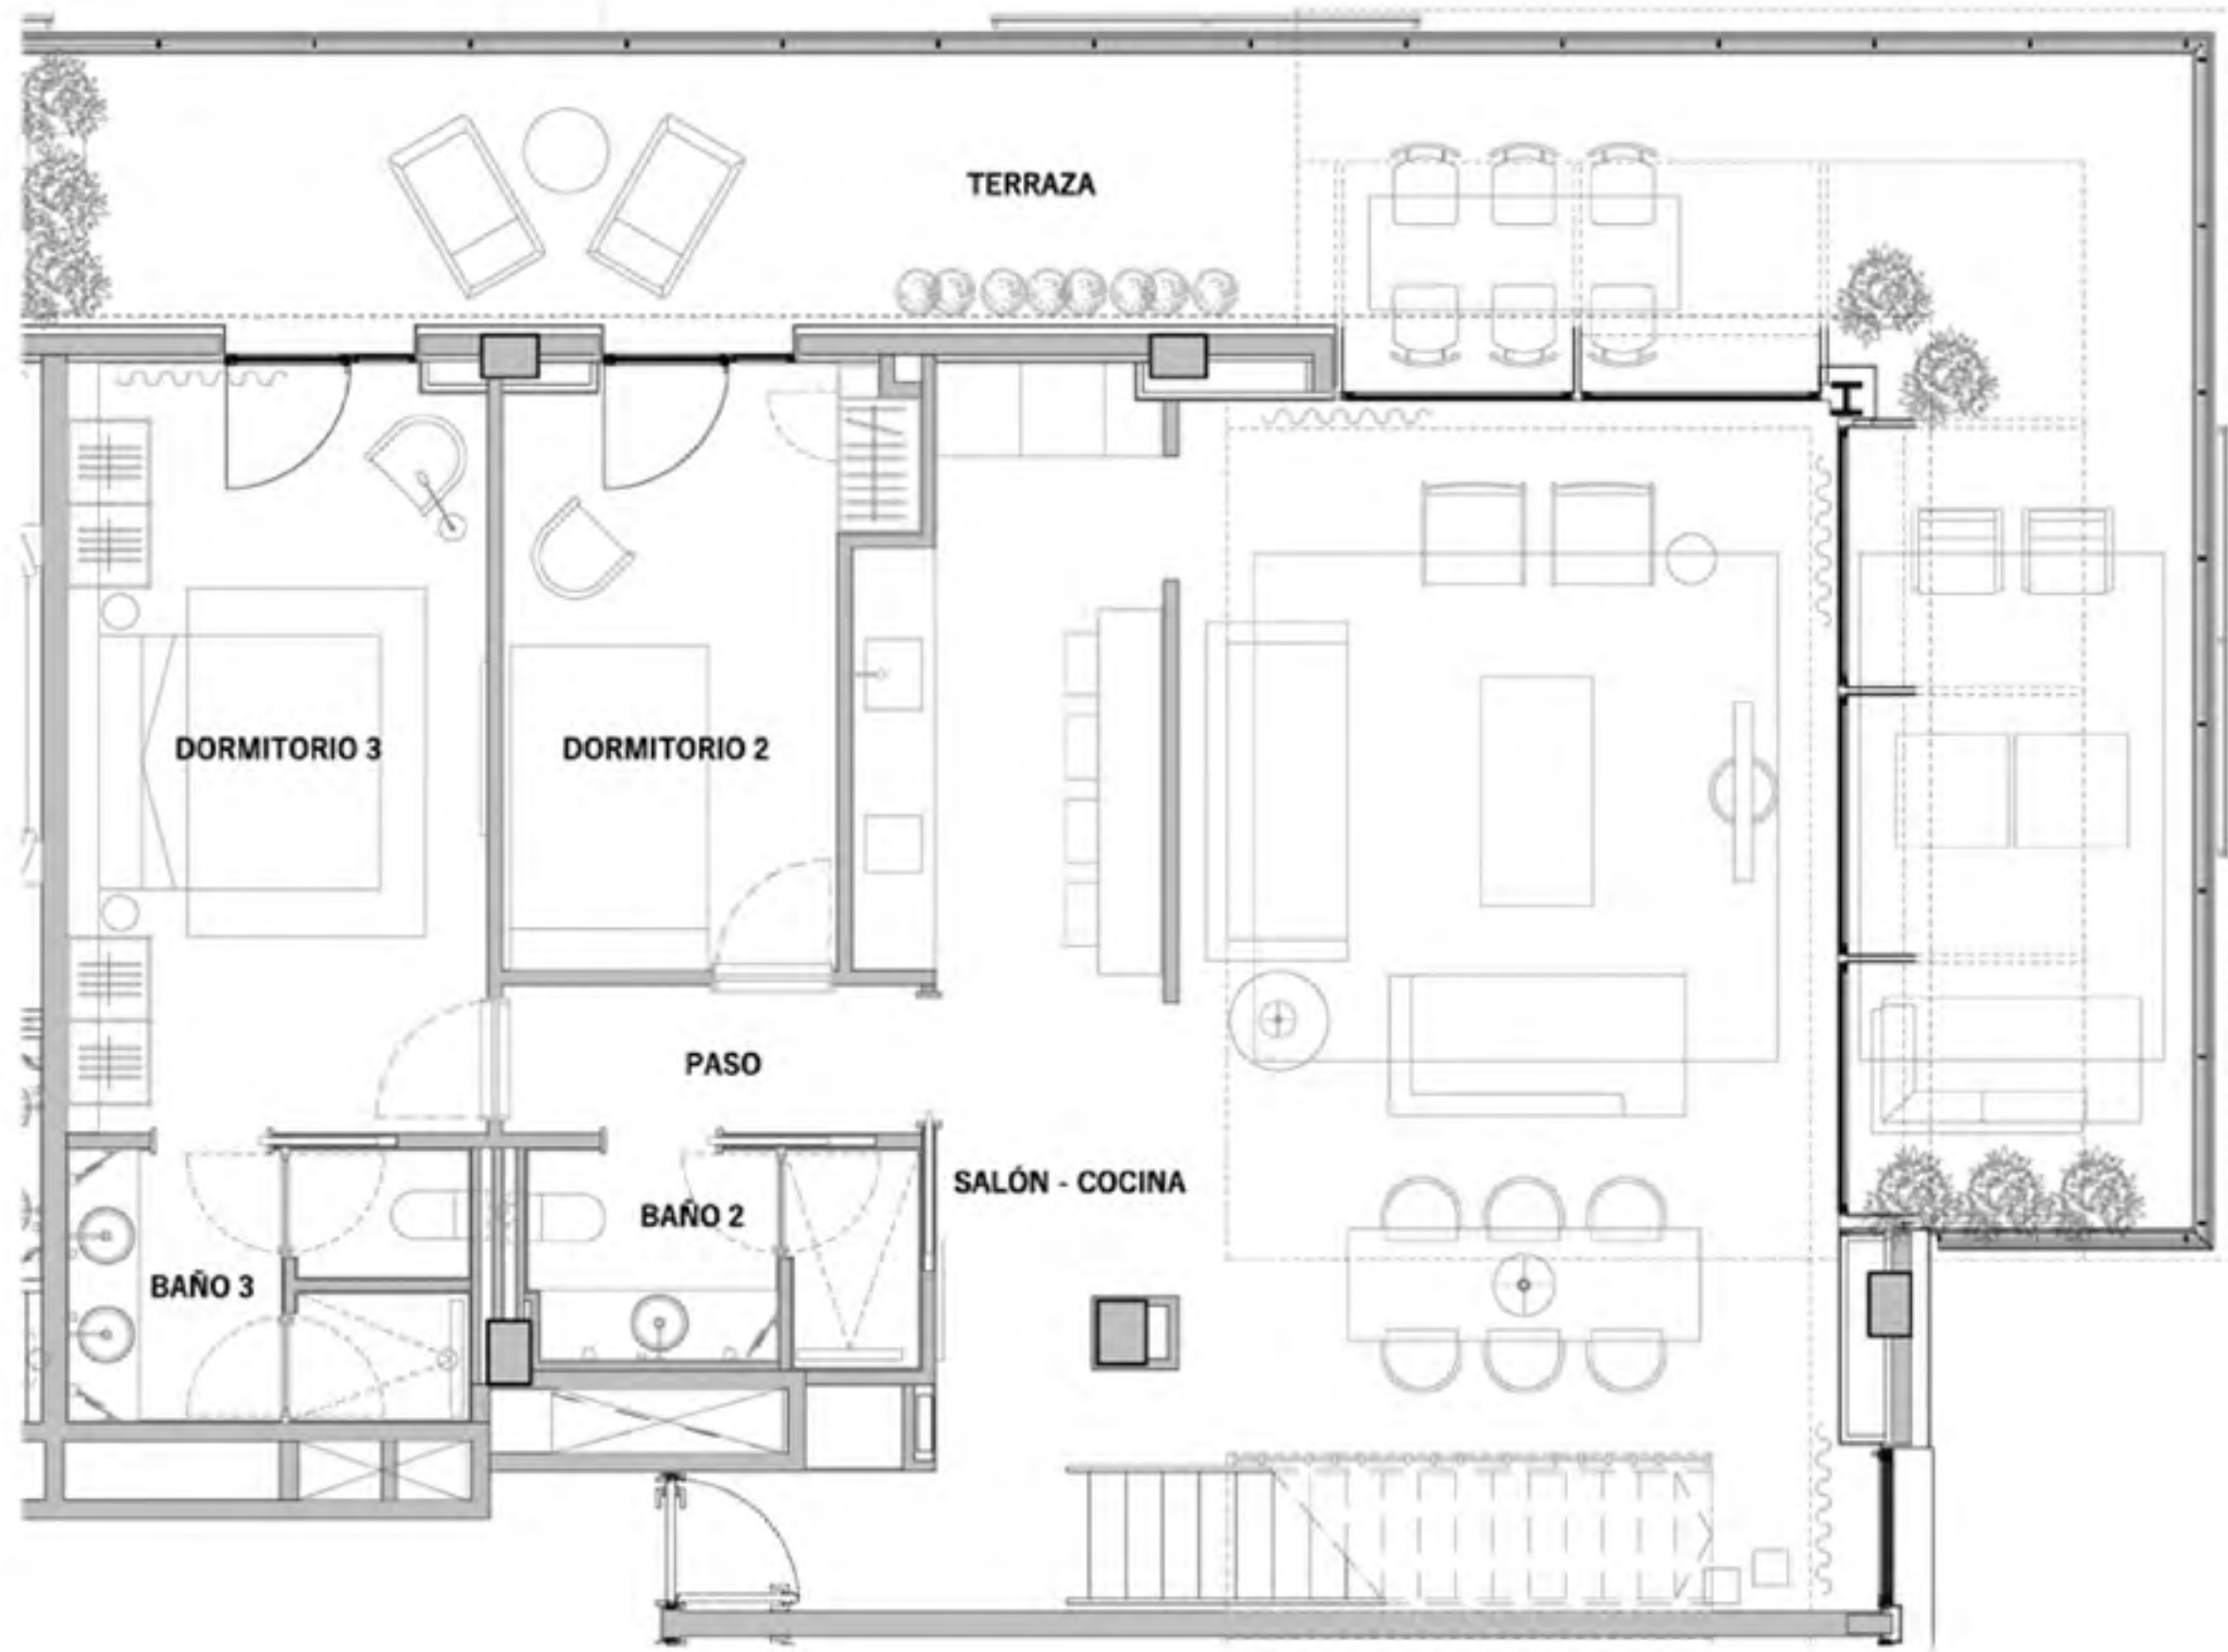 TERRAZA
DORMITORIO 3
DORMITORIO 2
PASO
SALÓN - COCINA
BAÑO 2
BAÑO 3